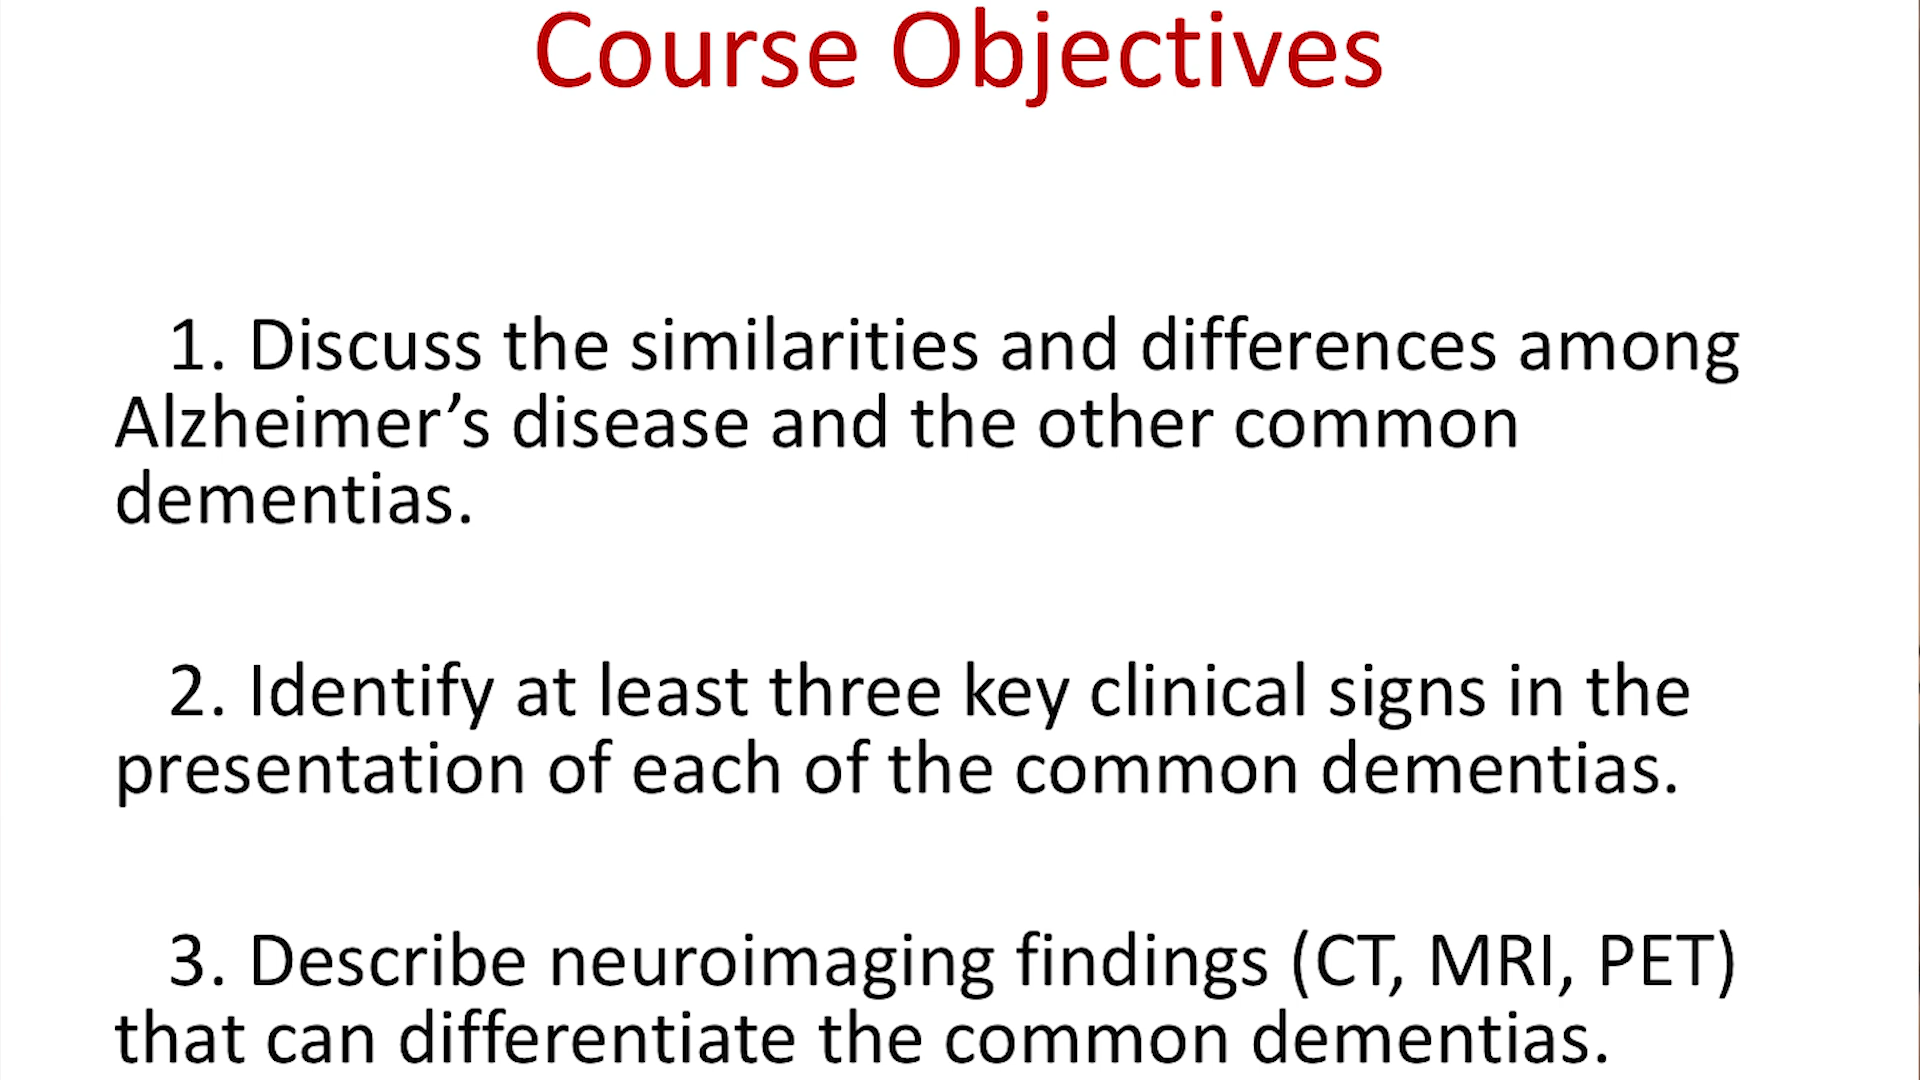 Course Objectives
1. Discuss the similarities and differences among
Alzheimer’s disease and the other common
dementias.
2. Identify at least three key clinical signs in the
presentation of each of the common dementias.
3. Describe neuroimaging findings (CT, MRI, PET)
that can differentiate the common dementias.